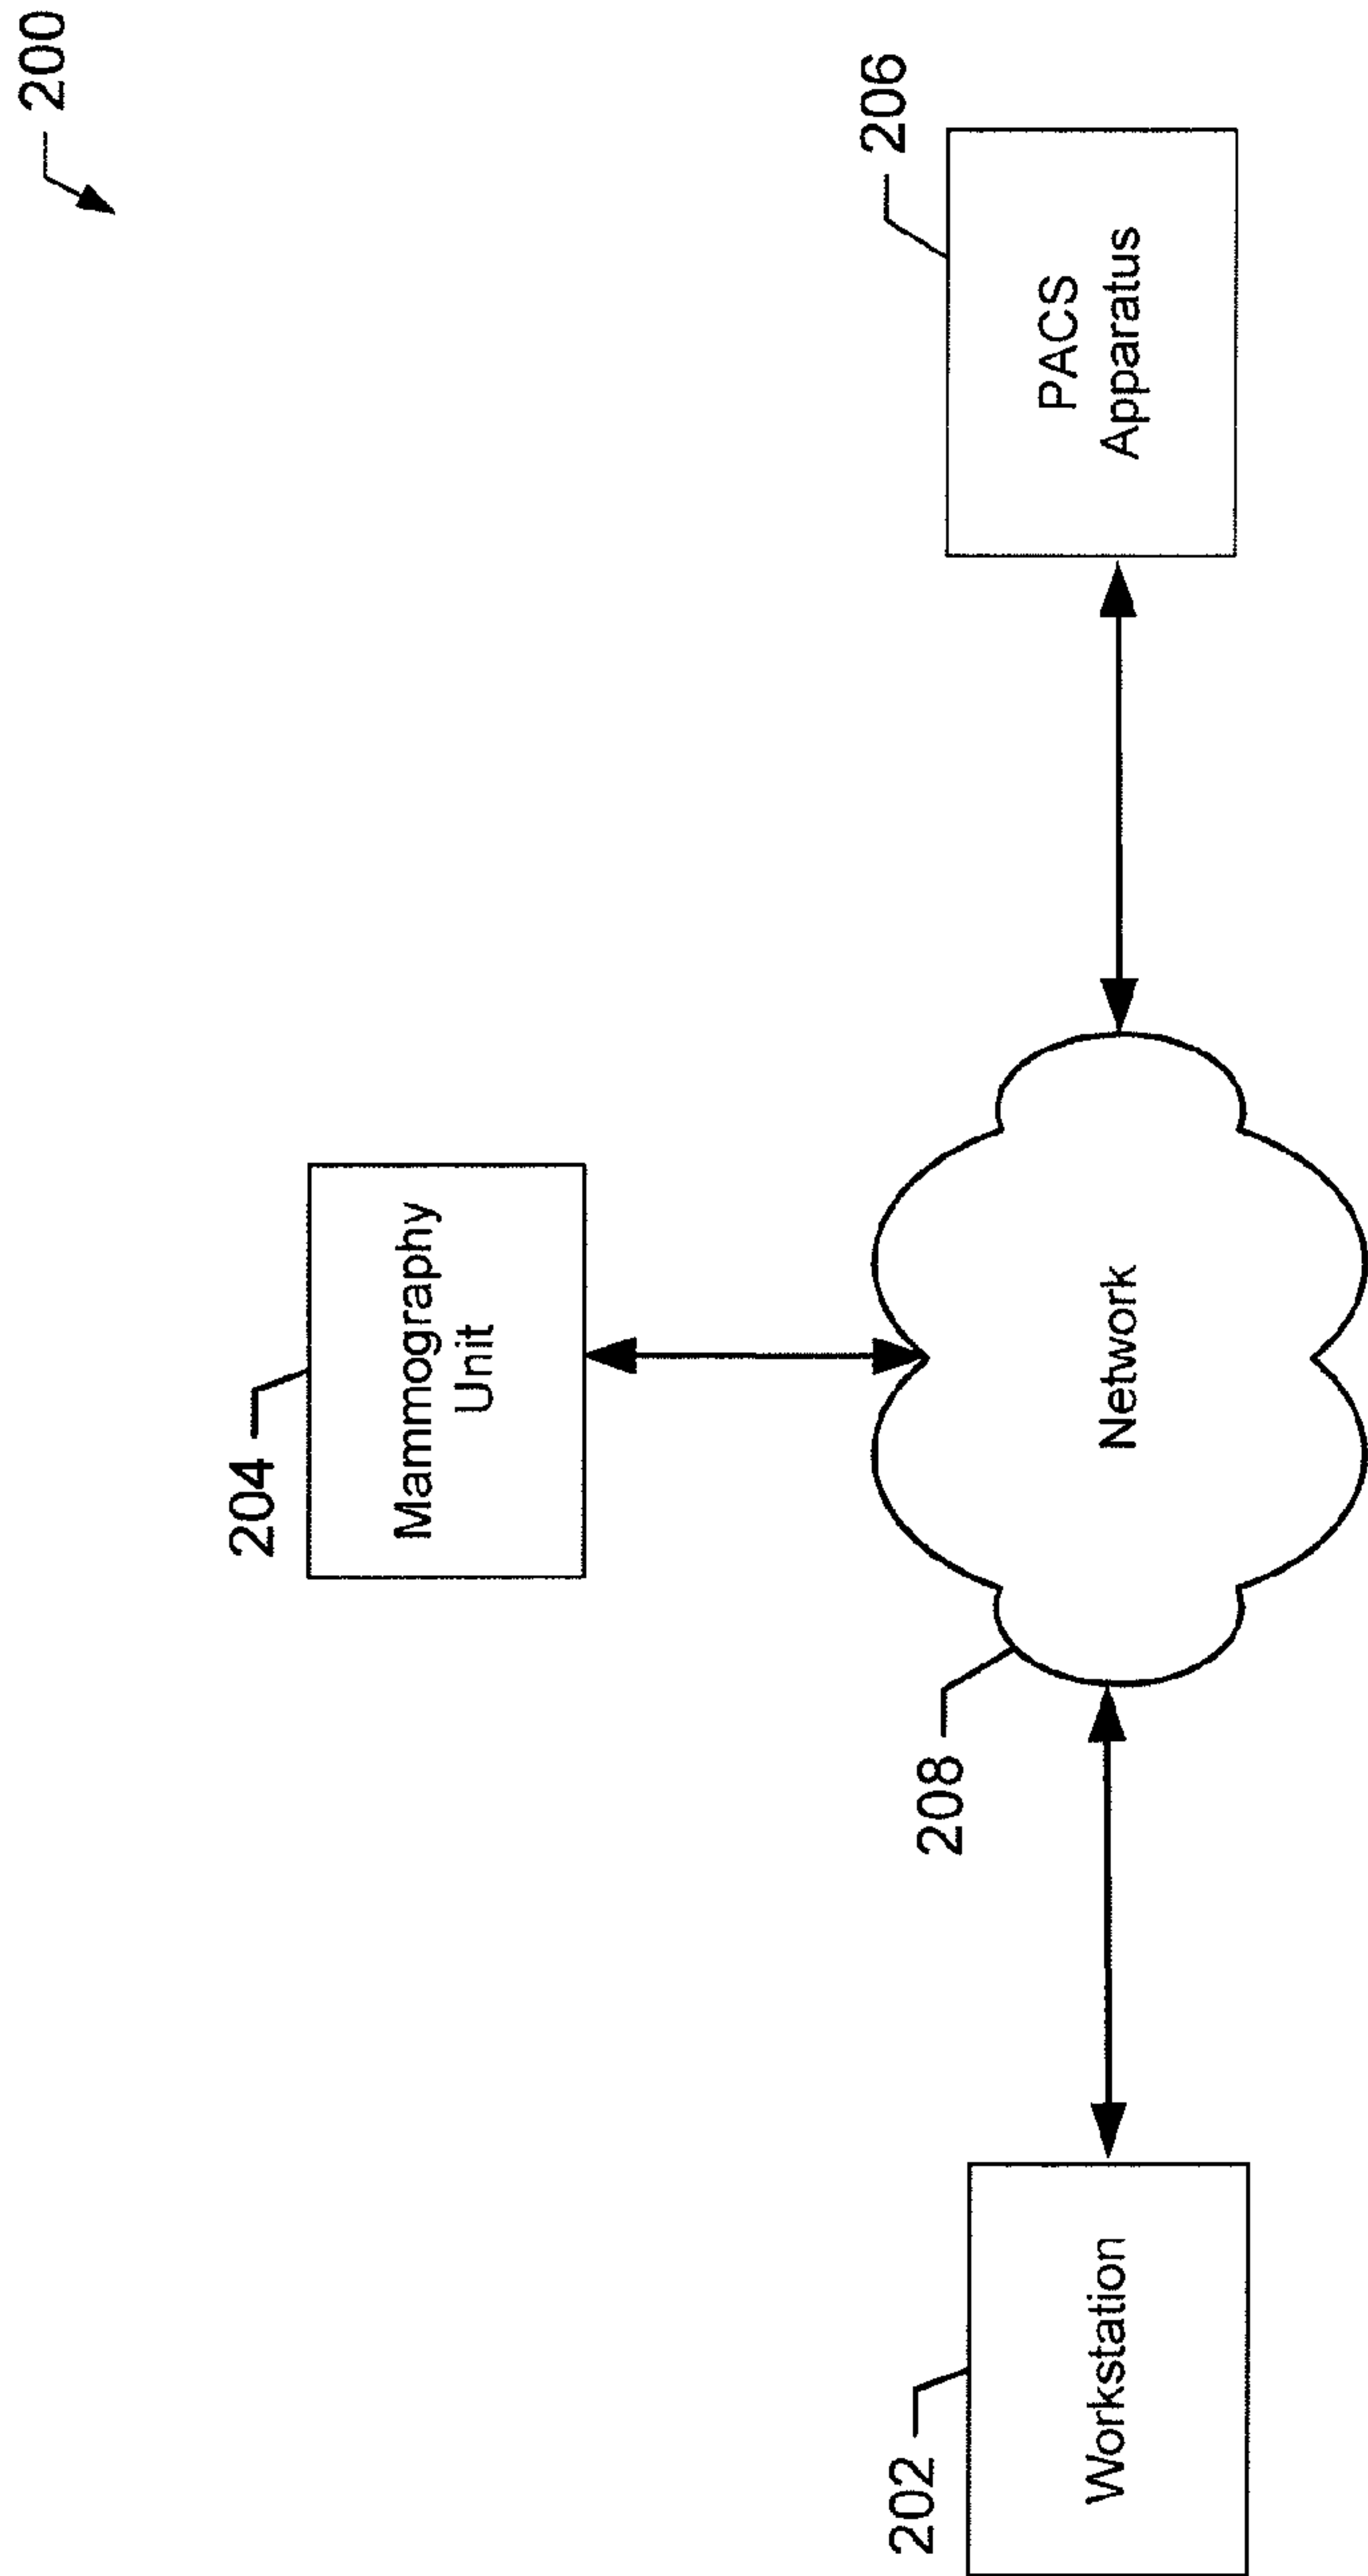 200
204
Mammography
Unit
206
PACS
Apparatus
208
Network
202
Workstation